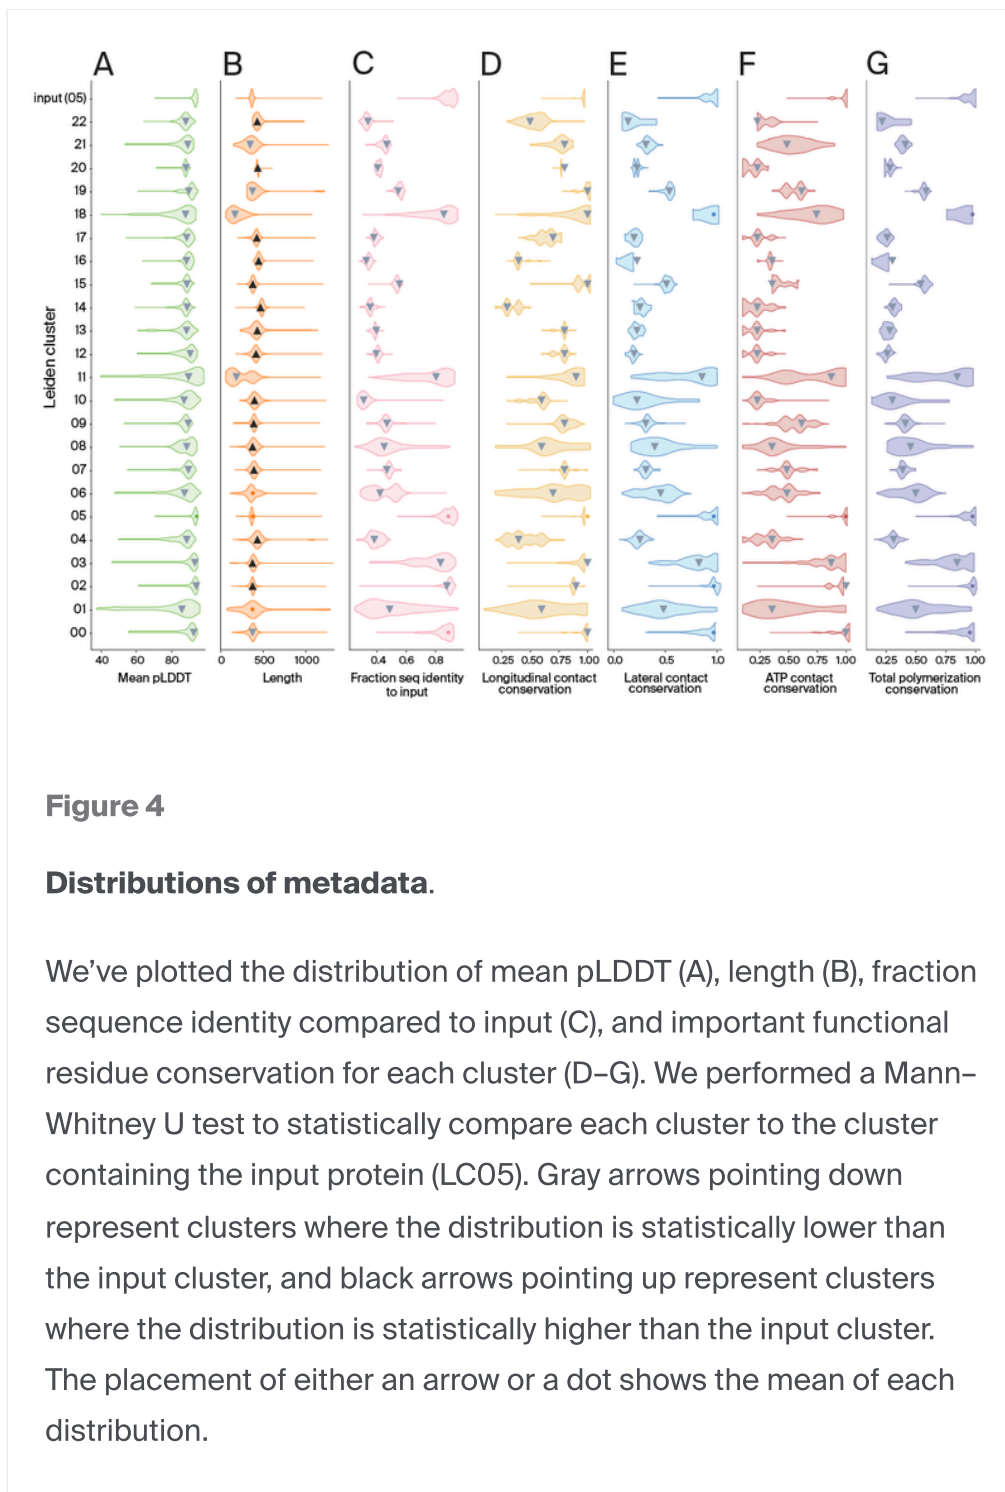 A B C D E F G
input (05)
22
21
20
19
18
17
16
15
14
13
12
11
10
09
08
07
06
05
04
03
02
01
00
Leiden cluster
40 60 80
Mean pLDDT
0 500 1000
Length
0.4 0.6 0.8
Fraction seq identity
to input
0.25 0.50 0.75 1.00
Longitudinal contact
conservation
0.0 0.5 1.0
Lateral contact
conservation
0.25 0.50 0.75 1.00
ATP contact
conservation
0.25 0.50 0.75 1.00
Total polymerization
conservation
Figure 4
Distributions of metadata.
We’ve plotted the distribution of mean pLDDT (A), length (B), fraction
sequence identity compared to input (C), and important functional
residue conservation for each cluster (D–G). We performed a Mann–
Whitney U test to statistically compare each cluster to the cluster
containing the input protein (LC05). Gray arrows pointing down
represent clusters where the distribution is statistically lower than
the input cluster, and black arrows pointing up represent clusters
where the distribution is statistically higher than the input cluster.
The placement of either an arrow or a dot shows the mean of each
distribution.